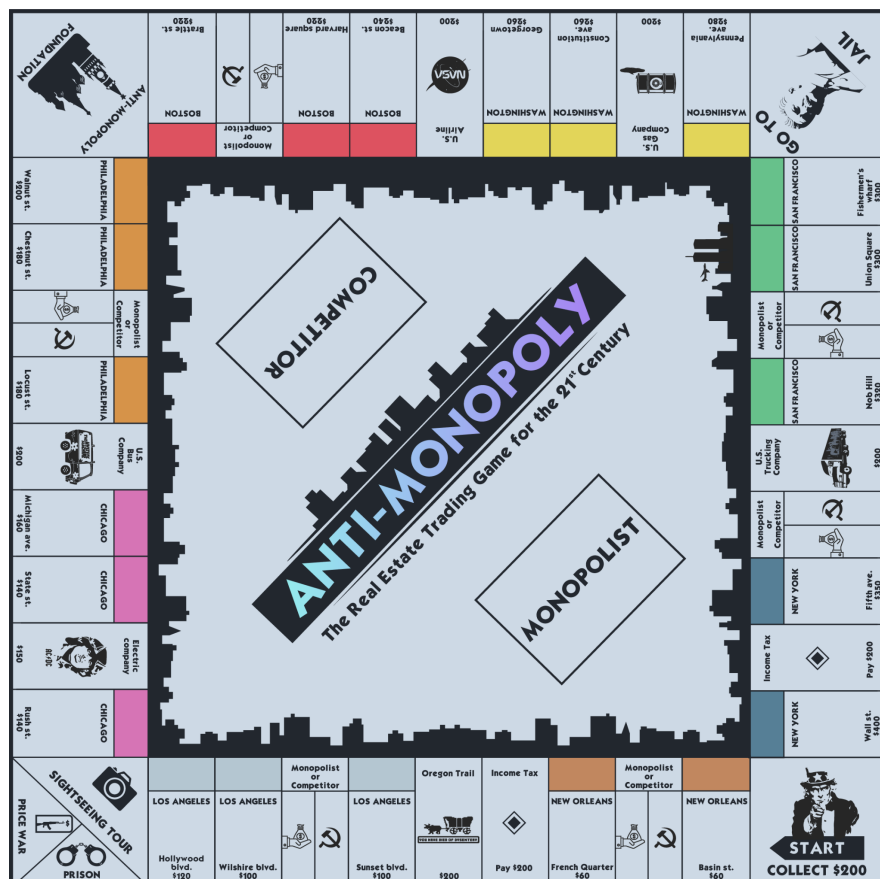 START
COLLECT $200
NEW ORLEANS
Basin st.
$60
Monopolist
or
Competitor
NEW ORLEANS
French Quarter
$60
Income Tax
Pay $200
Oregon Trail
YOU HAVE DIED OF DYSENTERY
$200
LOS ANGELES
Sunset blvd.
$100
Monopolist
or
Competitor
LOS ANGELES
Wilshire blvd.
$100
LOS ANGELES
Hollywood
blvd.
$120
SIGHTSEEING TOUR
PRICE WAR
PRISON
CHICAGO
Rush st.
$140
Electric
company
AC/DC
$150
CHICAGO
State st.
$140
CHICAGO
Michigan ave.
$160
U.S.
Bus
Company
$200
PHILADELPHIA
Locust st.
$180
Monopolist
or
Competitor
PHILADELPHIA
Chestnut st.
$180
PHILADELPHIA
Walnut st.
$200
ANTI-MONOPOLY
FOUNDATION
BOSTON
Brattle st.
$220
Monopolist
or
Competitor
BOSTON
Harvard square
$220
BOSTON
Beacon st.
$240
U.S.
Airline
NASA
$200
WASHINGTON
Georgetown
$260
WASHINGTON
Constitution
ave.
$260
U.S.
Gas
Company
$200
WASHINGTON
Pennsylvania
ave.
$280
GO TO
JAIL
SAN FRANCISCO
Fishermen's
wharf
$300
SAN FRANCISCO
Union Square
$300
Monopolist
or
Competitor
SAN FRANCISCO
Nob Hill
$320
U.S.
Trucking
Company
$200
Monopolist
or
Competitor
NEW YORK
Fifth ave.
$350
Income Tax
Pay $200
NEW YORK
Wall st.
$400
COMPETITOR
ANTI-MONOPOLY
The Real Estate Trading Game for the 21st Century
MONOPOLIST